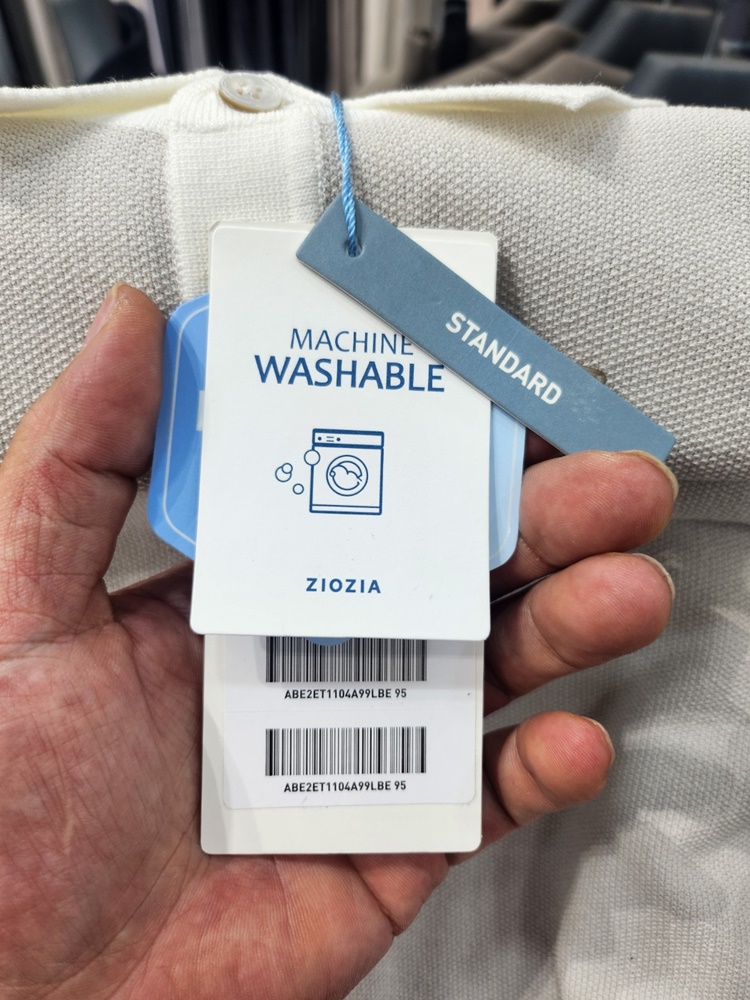 STANDARD
MACHINE
WASHABLE
ZIOZIA
ABE2ET1104A99LBE 95
ABE2ET1104A99LBE 95